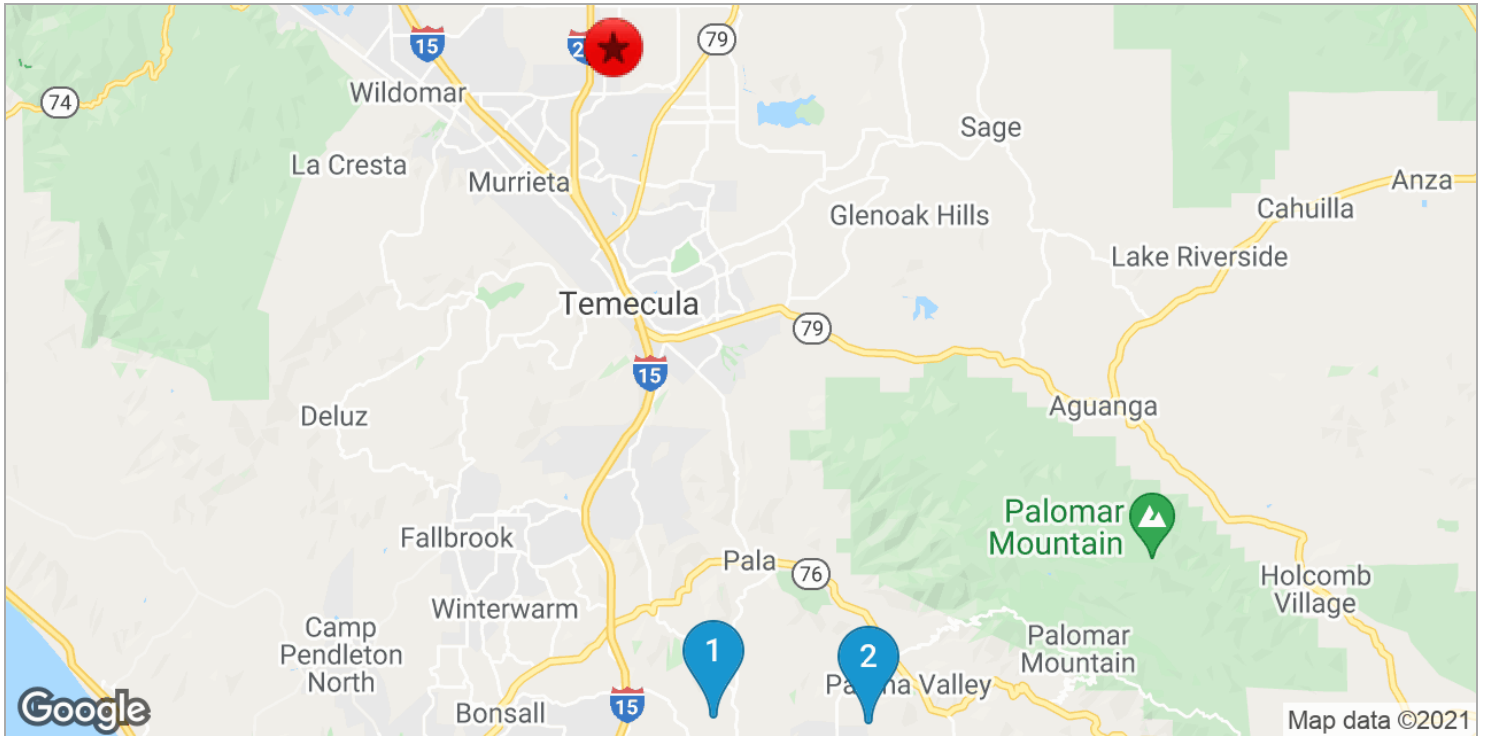 15
2
79
74
Wildomar
Sage
La Cresta
Murrieta
Anza
Cahuilla
Glenoak Hills
Lake Riverside
Temecula
79
15
Deluz
Aguanga
Palomar
Mountain
Fallbrook
Pala
76
Holcomb
Village
Winterwarm
Camp
Pendleton
North
1
2
Palomar
Mountain
Valley
15
Bonsall
Google
Map data ©2021